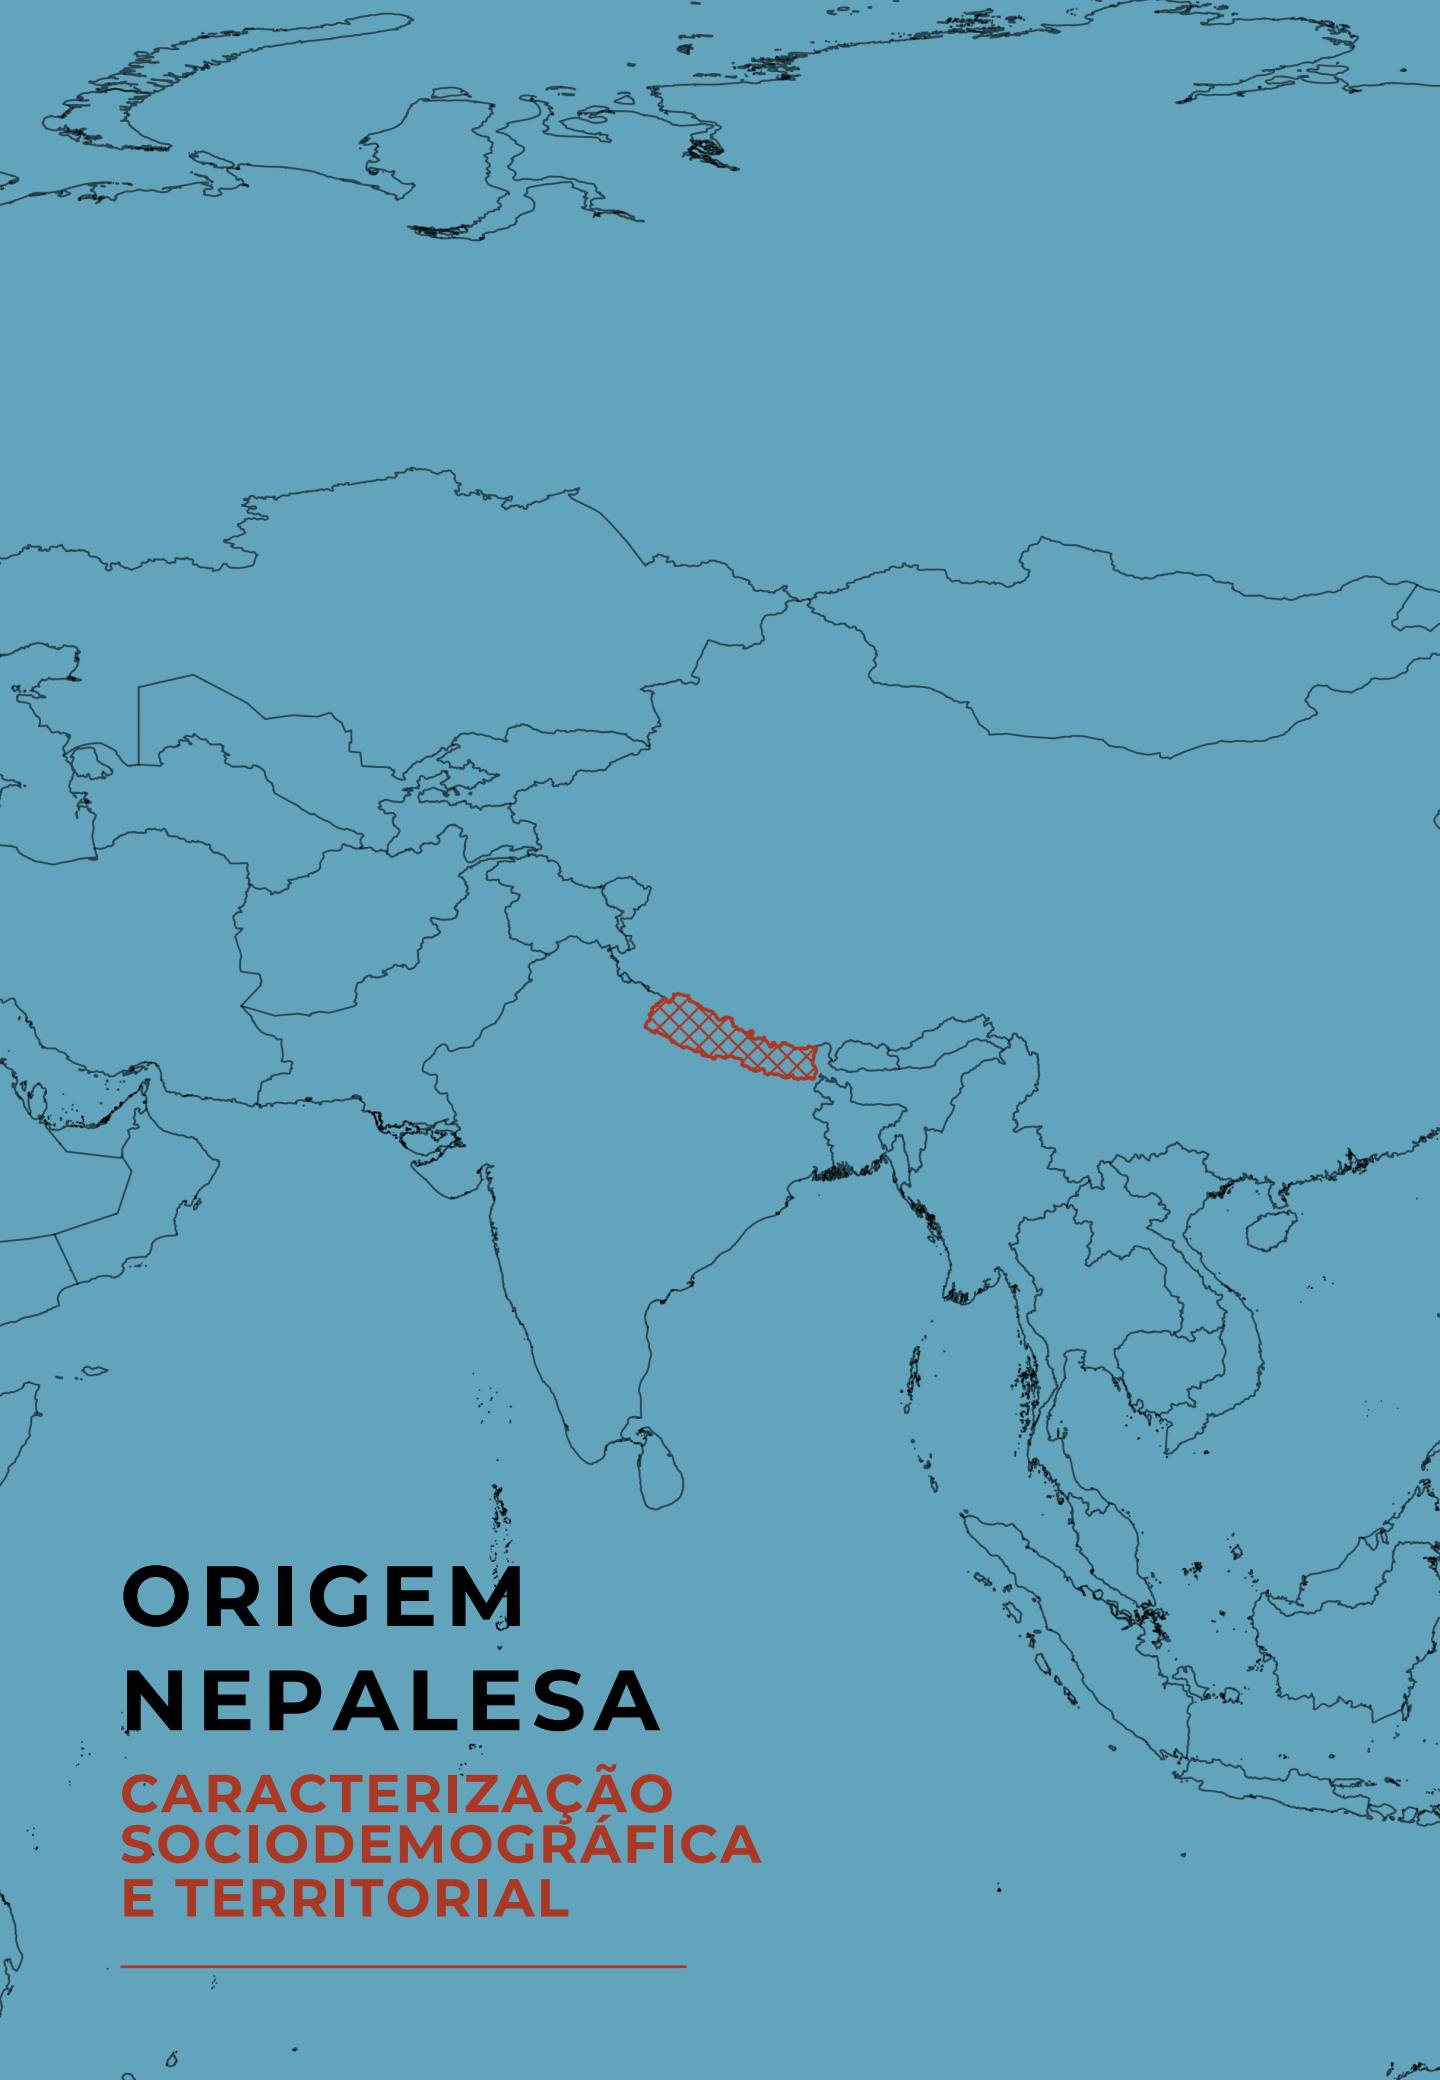 ORIGEM
NEPALESA
CARACTERIZAÇÃO
SOCIODEMOGRÁFICA
E TERRITORIAL